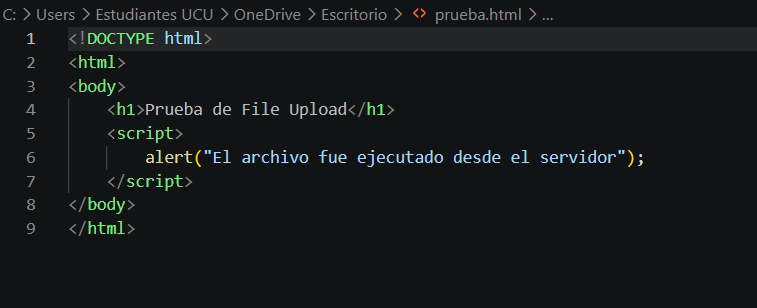 C: > Users > Estudiantes UCU > OneDrive > Escritorio > <> prueba.html > ...
1 <!DOCTYPE html>
2 <html>
3 <body>
4 <h1>Prueba de File Upload</h1>
5 <script>
6 alert("El archivo fue ejecutado desde el servidor");
7 </script>
8 </body>
9 </html>